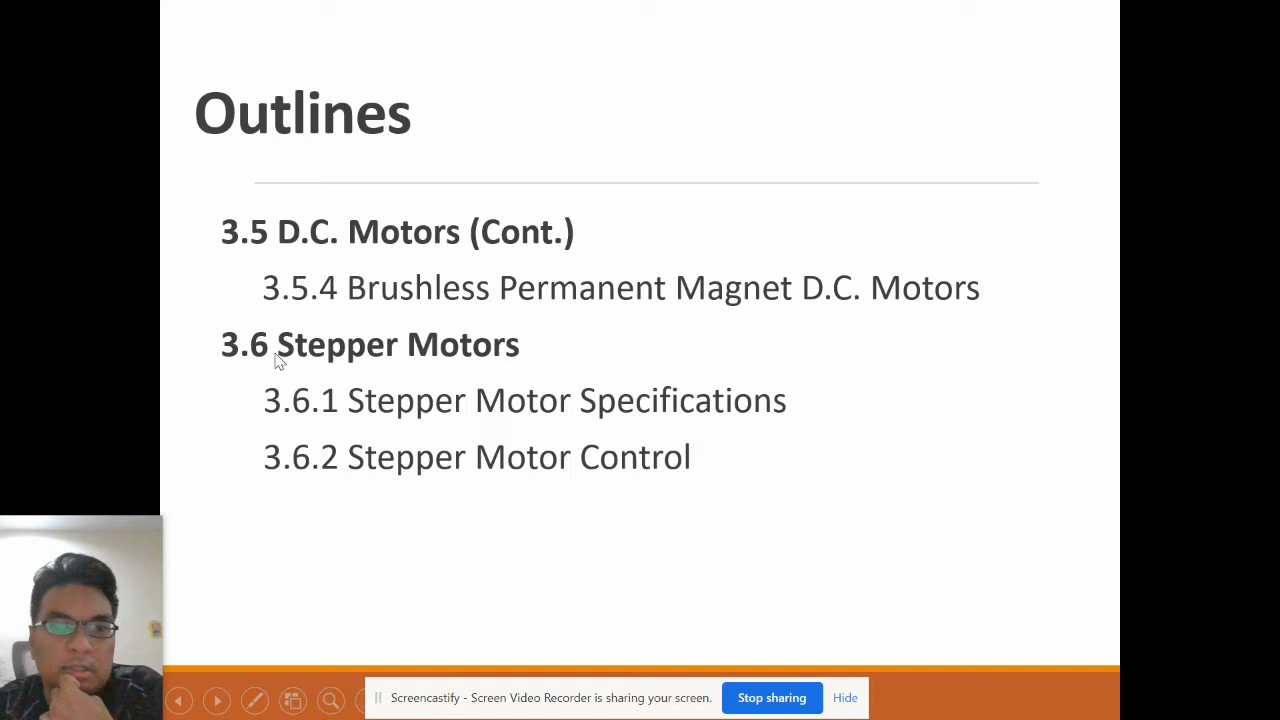 Outlines
3.5 D.C. Motors (Cont.)
3.5.4 Brushless Permanent Magnet D.C. Motors
3.6 Stepper Motors
3.6.1 Stepper Motor Specifications
3.6.2 Stepper Motor Control
Screencastify - Screen Video Recorder is sharing your screen. Stop sharing Hide